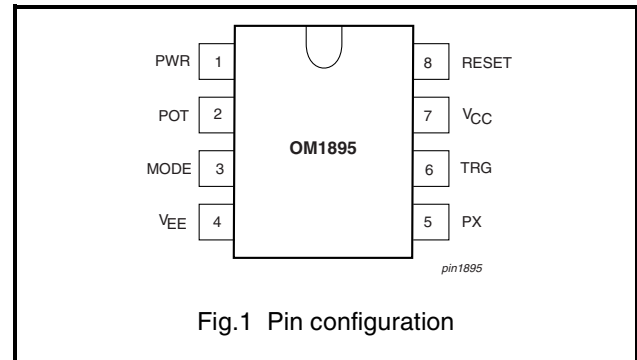 PWR 1 8 RESET
POT 2 7 VCC
OM1895
MODE 3 6 TRG
VEE 4 5 PX
pin1895
Fig.1 Pin configuration